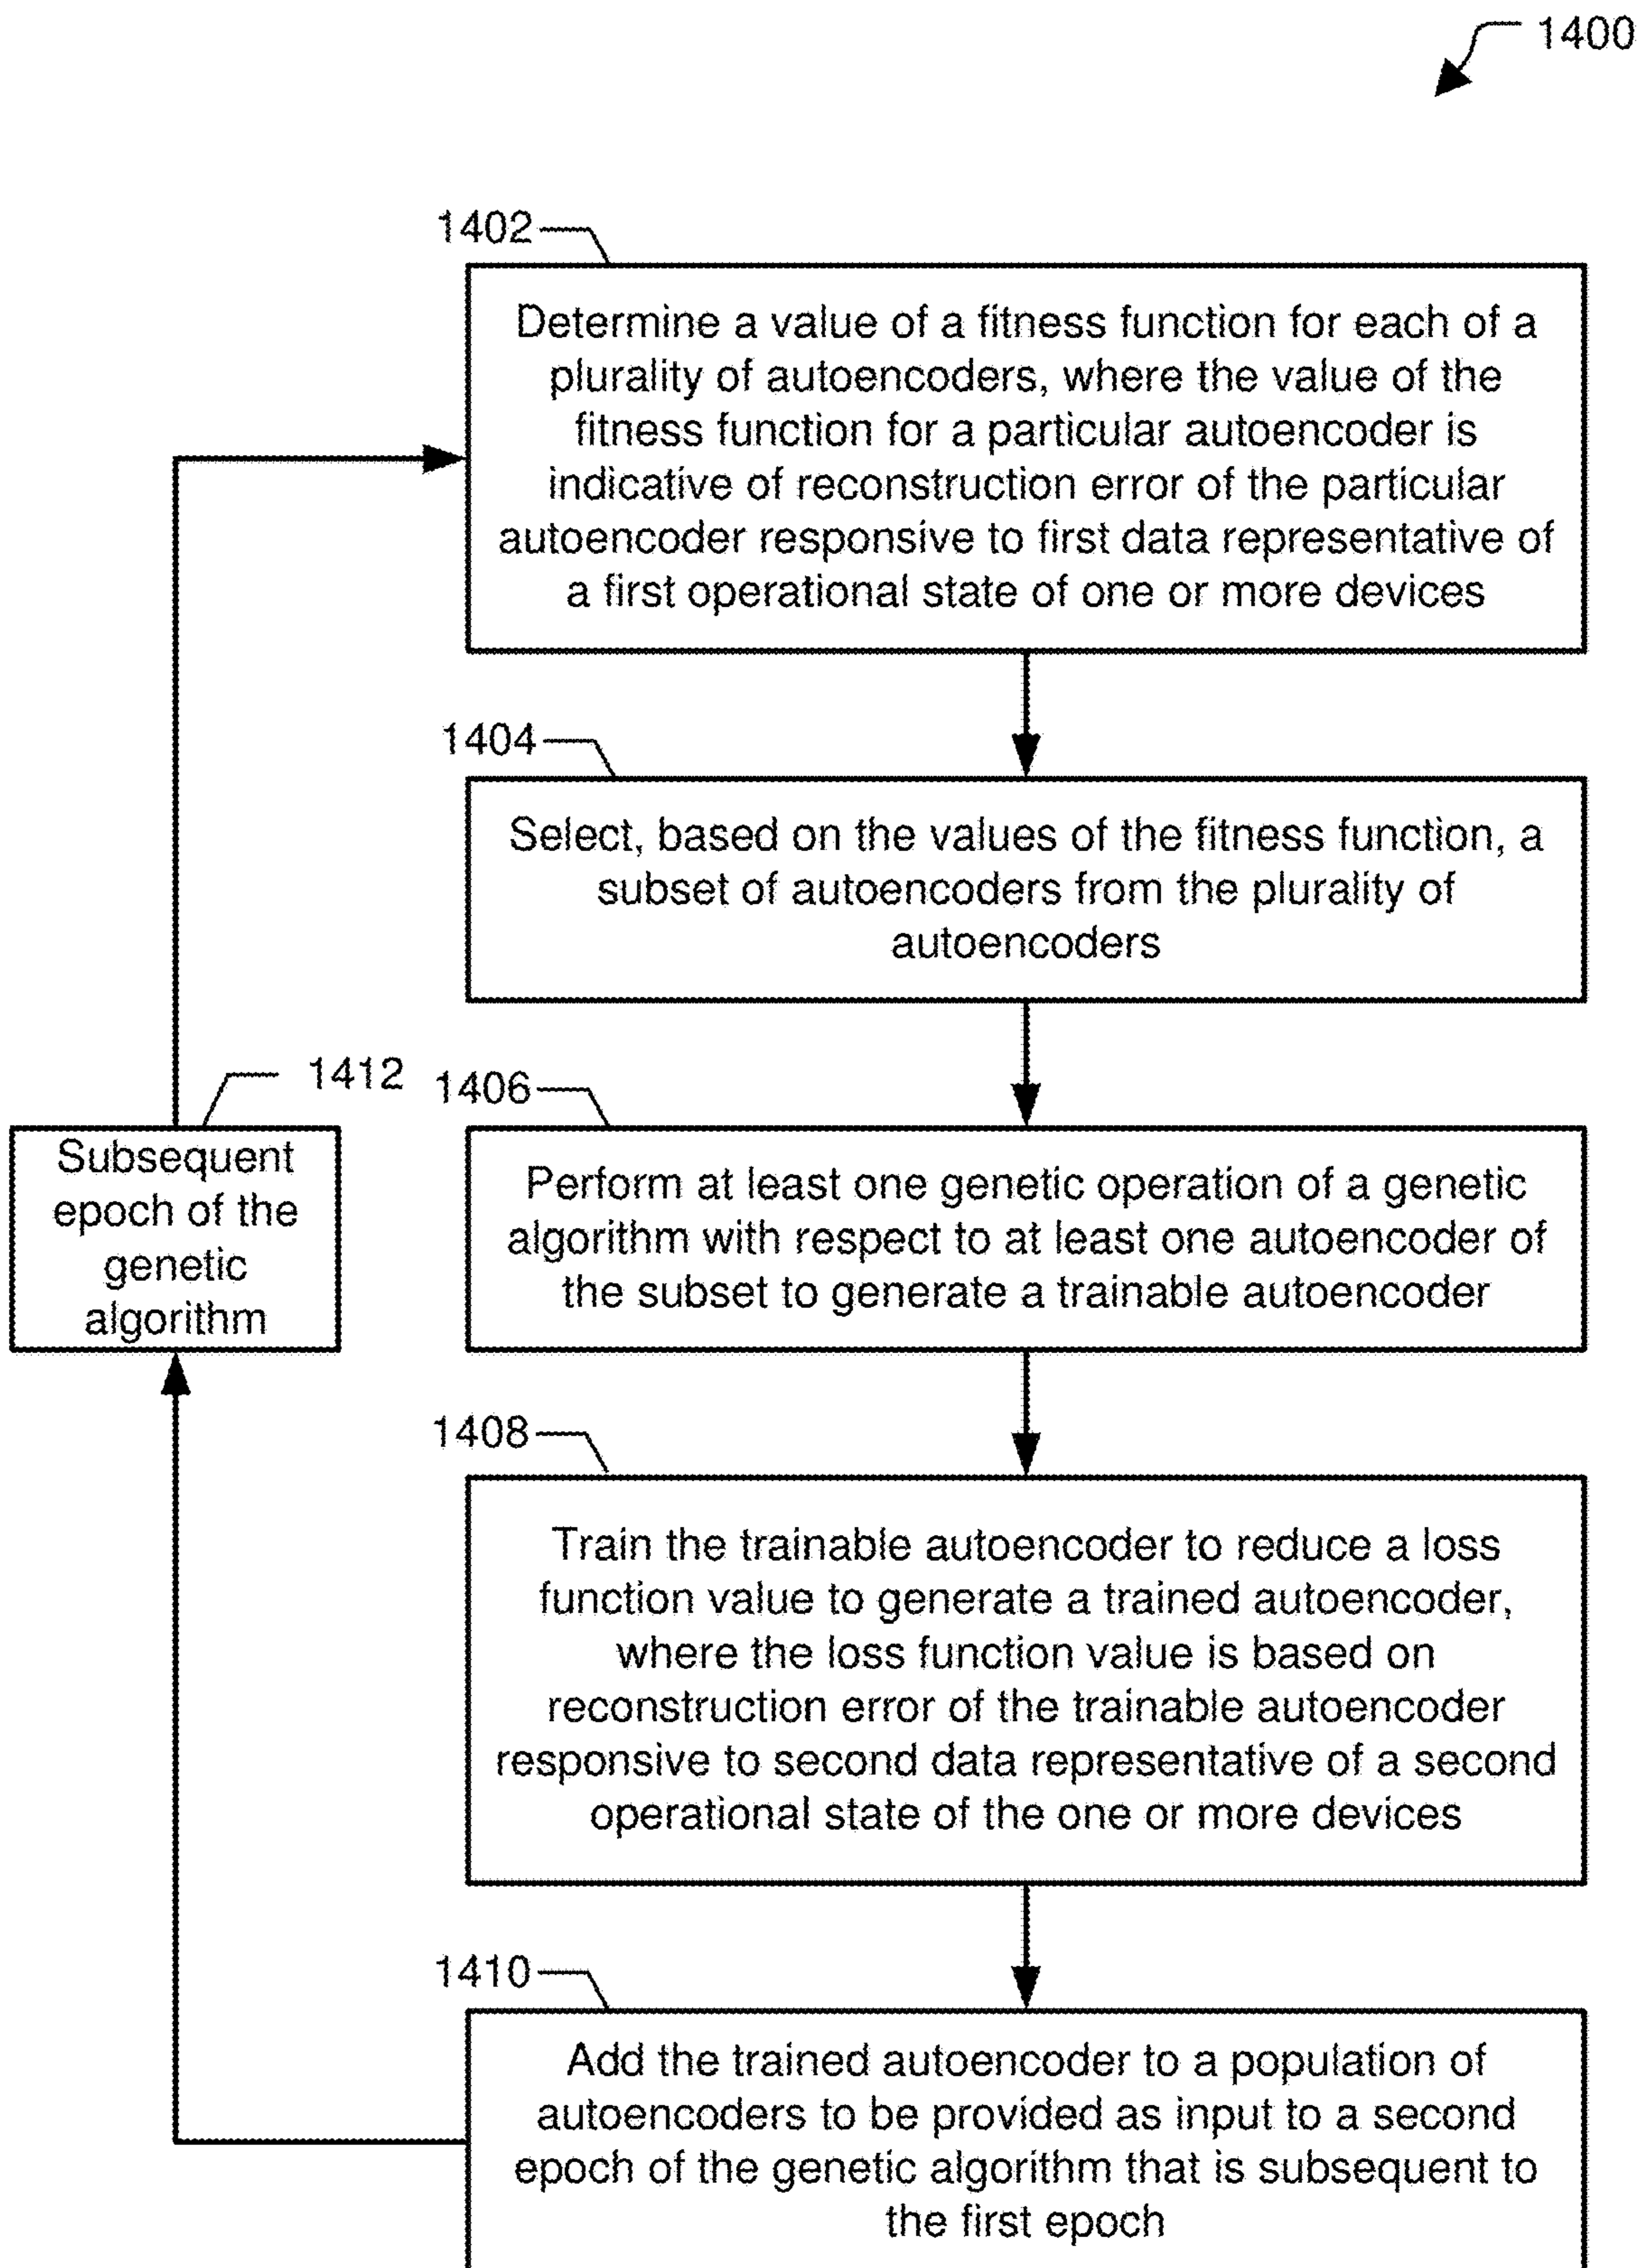 1400
1402
Determine a value of a fitness function for each of a
plurality of autoencoders, where the value of the
fitness function for a particular autoencoder is
indicative of reconstruction error of the particular
autoencoder responsive to first data representative of
a first operational state of one or more devices
1404
Select, based on the values of the fitness function, a
subset of autoencoders from the plurality of
autoencoders
1406
Perform at least one genetic operation of a genetic
algorithm with respect to at least one autoencoder of
the subset to generate a trainable autoencoder
1408
Train the trainable autoencoder to reduce a loss
function value to generate a trained autoencoder,
where the loss function value is based on
reconstruction error of the trainable autoencoder
responsive to second data representative of a second
operational state of the one or more devices
1410
Add the trained autoencoder to a population of
autoencoders to be provided as input to a second
epoch of the genetic algorithm that is subsequent to
the first epoch
1412
Subsequent
epoch of the
genetic
algorithm